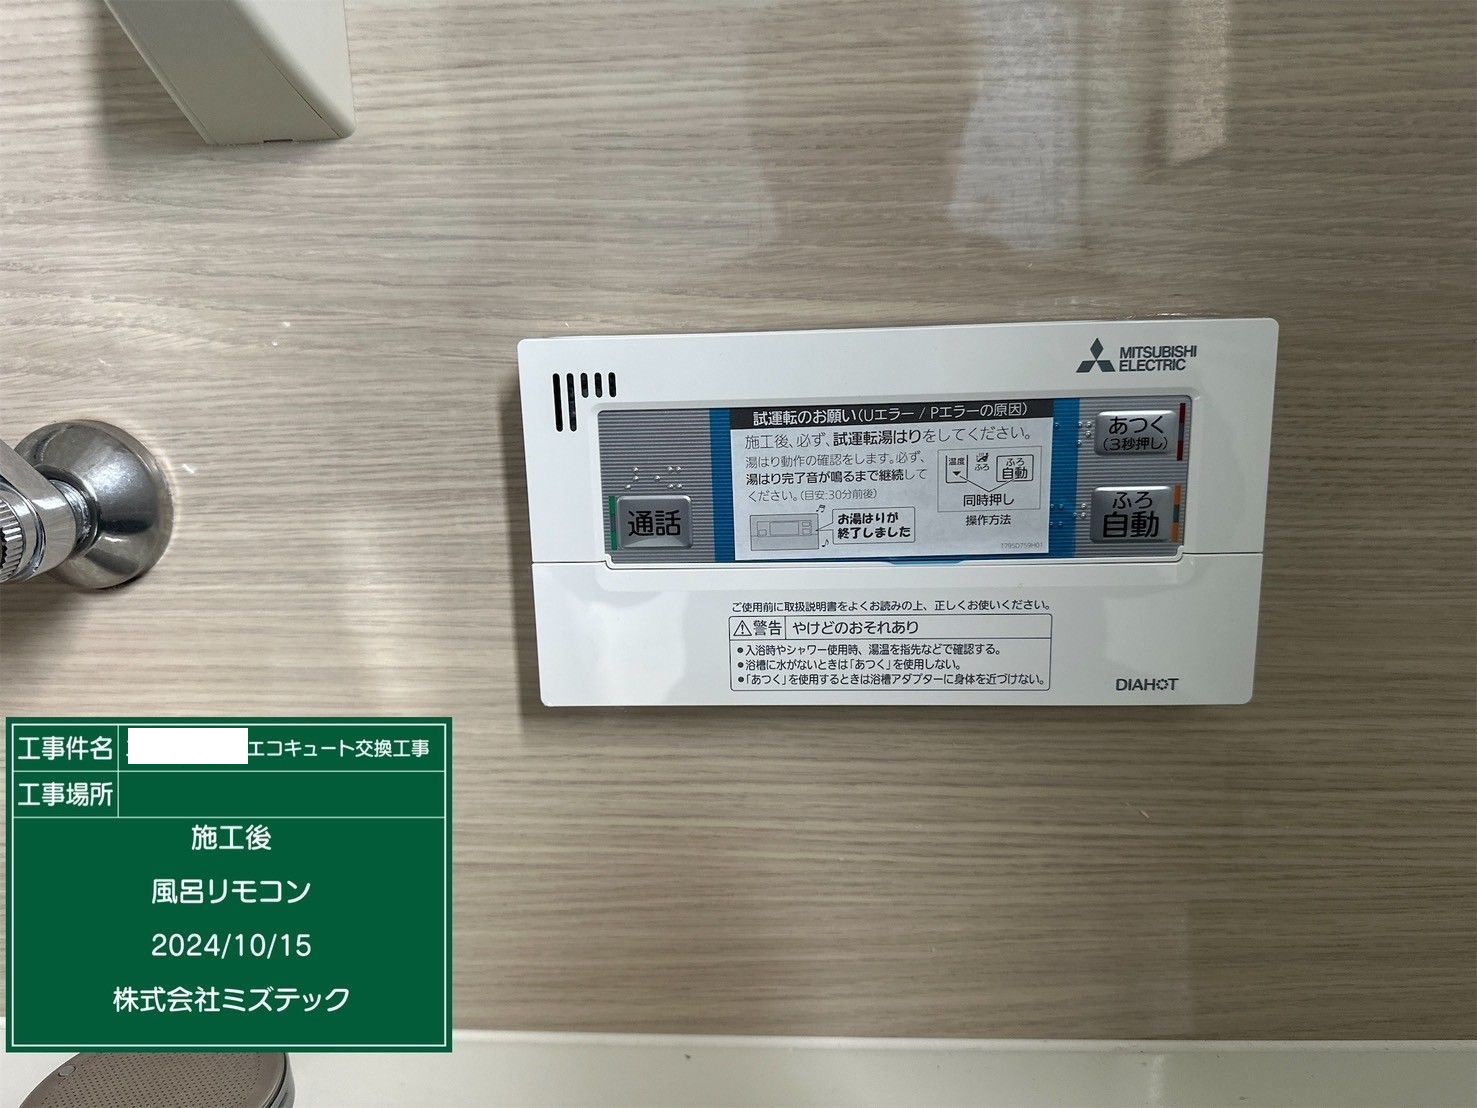 MITSUBISHI
ELECTRIC
試運転のお願い(Uエラー / Pエラーの原因)
施工後、必ず、試運転湯はりをしてください。
湯はり動作の確認をします。必ず、
湯はり完了音が鳴るまで継続して
ください。(目安:30分前後)
温度
ふろ
ふろ
自動
同時押し
操作方法
お湯はりが
終了しました
T795D759H01
あつく
(3秒押し)
通話
ふろ
自動
ご使用前に取扱説明書をよくお読みの上、正しくお使いください。
警告 やけどのおそれあり
●入浴時やシャワー使用時、湯温を指先などで確認する。
●浴槽に水がないときは「あつく」を使用しない。
●「あつく」を使用するときは浴槽アダプターに身体を近づけない。
DIAHOT
工事件名 エコキュート交換工事
工事場所
施工後
風呂リモコン
2024/10/15
株式会社ミズテック